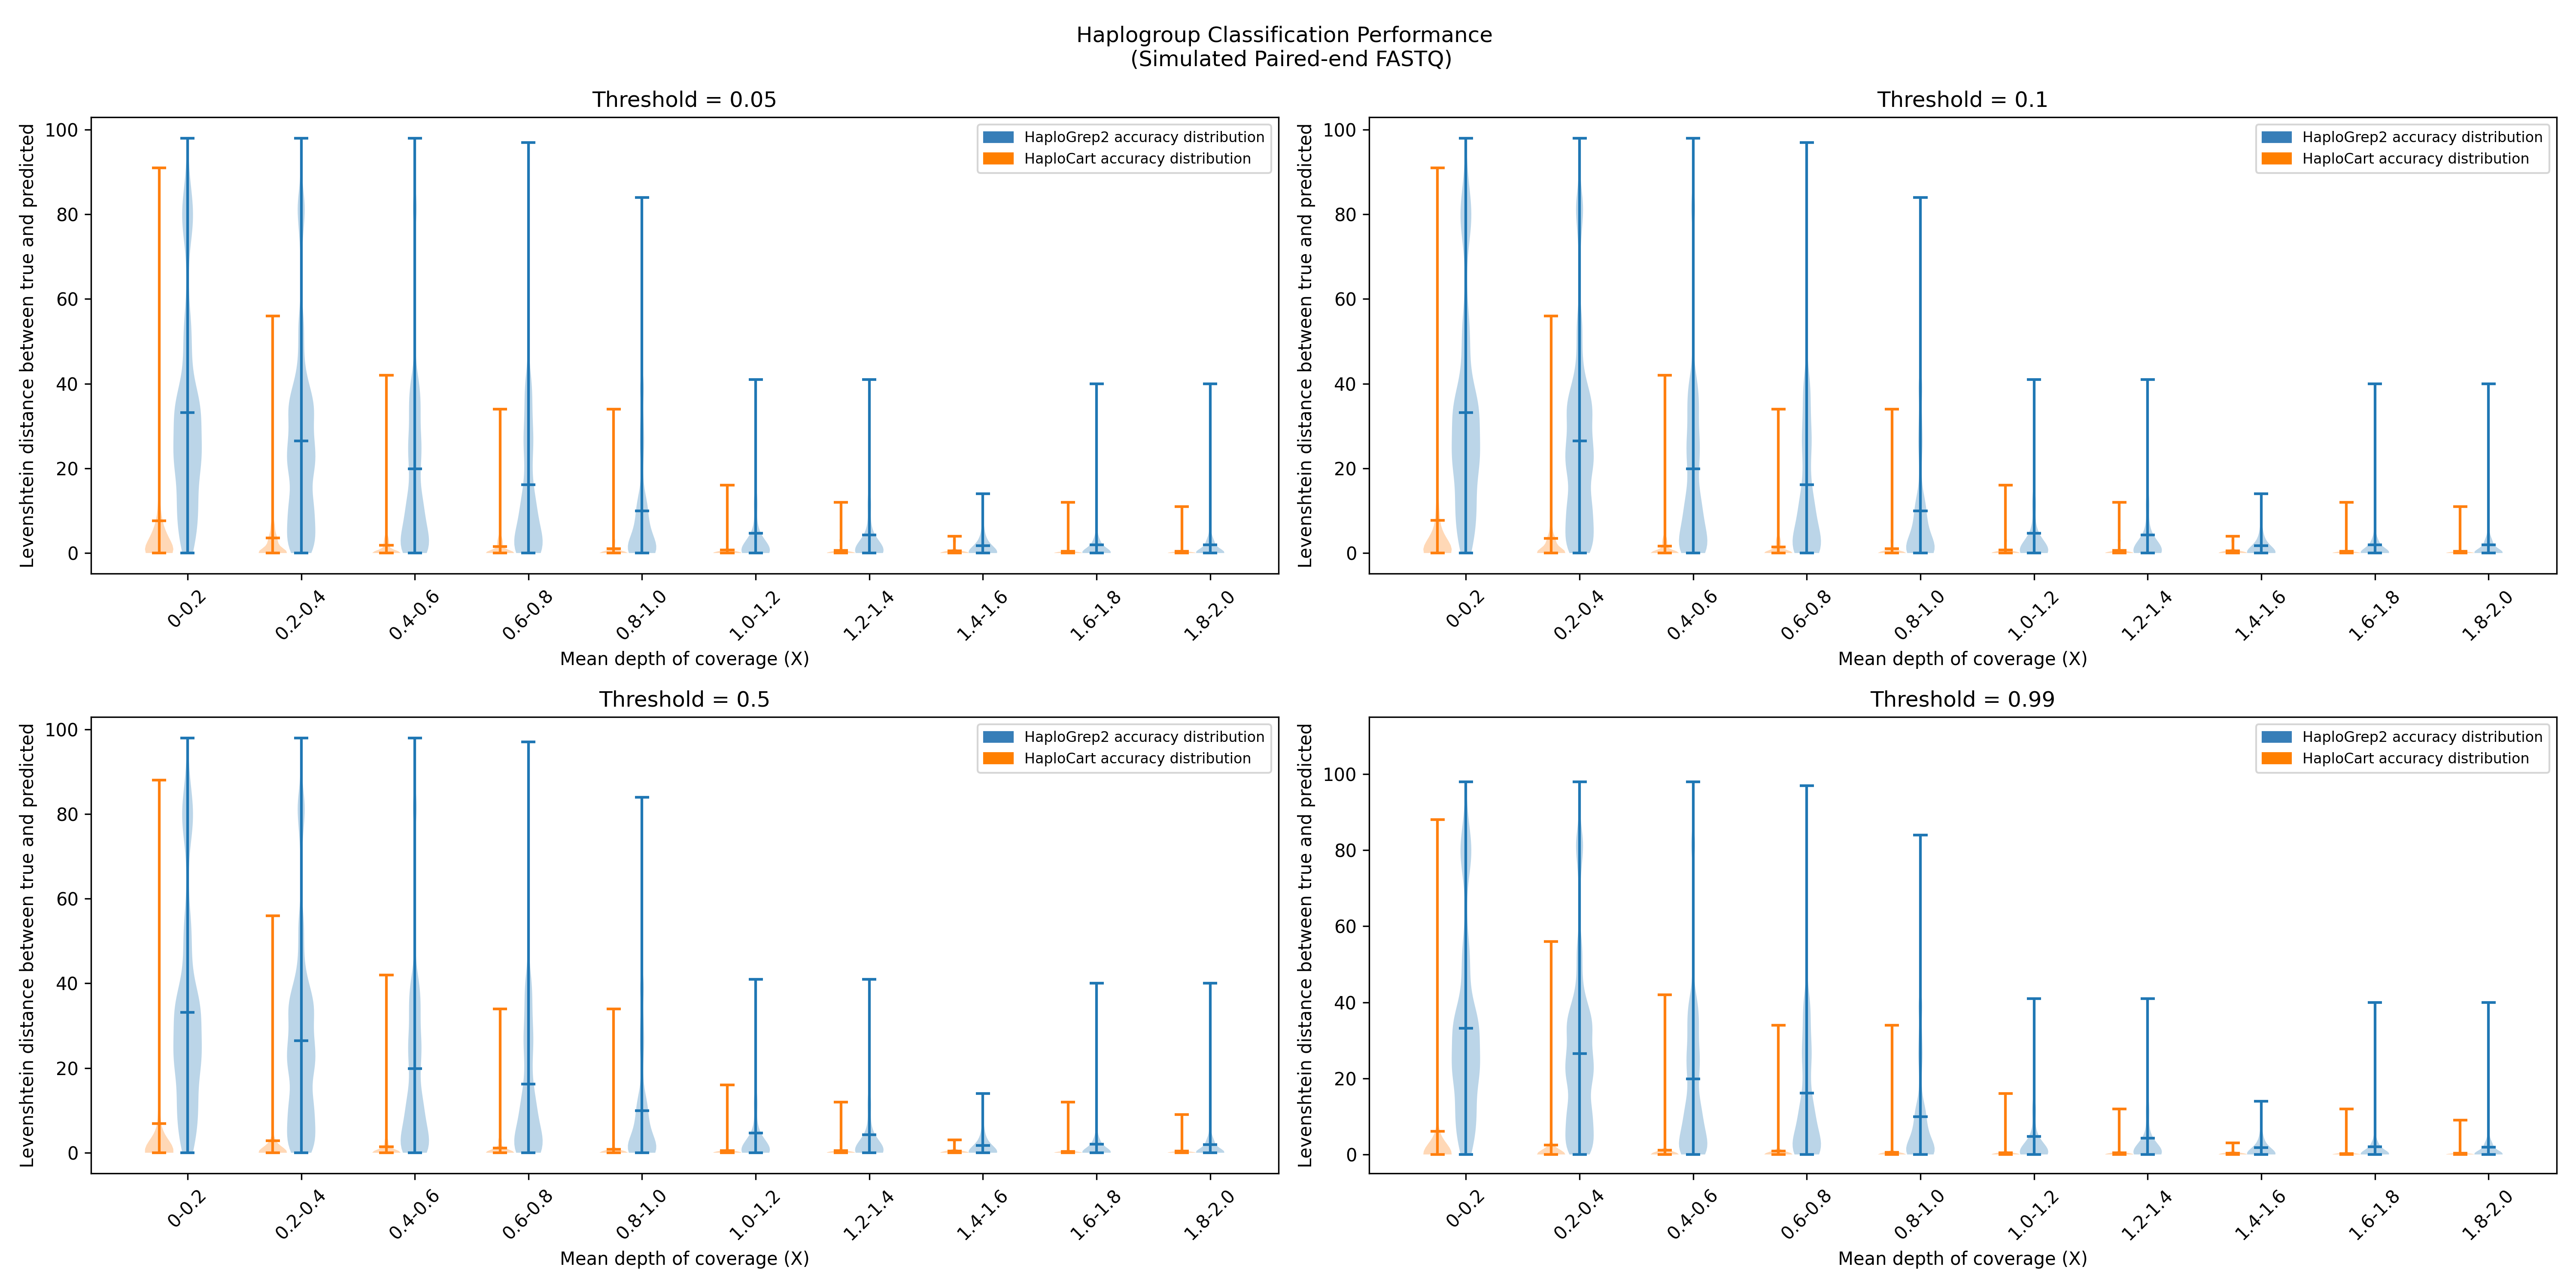 Haplogroup Classification Performance
(Simulated Paired-end FASTQ)
Threshold = 0.05
Levenshtein distance between true and predicted
100
80
60
40
20
0
HaploGrep2 accuracy distribution
HaploCart accuracy distribution
0-0.2
0.2-0.4
0.4-0.6
0.6-0.8
0.8-1.0
1.0-1.2
1.2-1.4
1.4-1.6
1.6-1.8
1.8-2.0
Mean depth of coverage (X)
Threshold = 0.1
Levenshtein distance between true and predicted
100
80
60
40
20
0
HaploGrep2 accuracy distribution
HaploCart accuracy distribution
0-0.2
0.2-0.4
0.4-0.6
0.6-0.8
0.8-1.0
1.0-1.2
1.2-1.4
1.4-1.6
1.6-1.8
1.8-2.0
Mean depth of coverage (X)
Threshold = 0.5
Levenshtein distance between true and predicted
100
80
60
40
20
0
HaploGrep2 accuracy distribution
HaploCart accuracy distribution
0-0.2
0.2-0.4
0.4-0.6
0.6-0.8
0.8-1.0
1.0-1.2
1.2-1.4
1.4-1.6
1.6-1.8
1.8-2.0
Mean depth of coverage (X)
Threshold = 0.99
Levenshtein distance between true and predicted
100
80
60
40
20
0
HaploGrep2 accuracy distribution
HaploCart accuracy distribution
0-0.2
0.2-0.4
0.4-0.6
0.6-0.8
0.8-1.0
1.0-1.2
1.2-1.4
1.4-1.6
1.6-1.8
1.8-2.0
Mean depth of coverage (X)